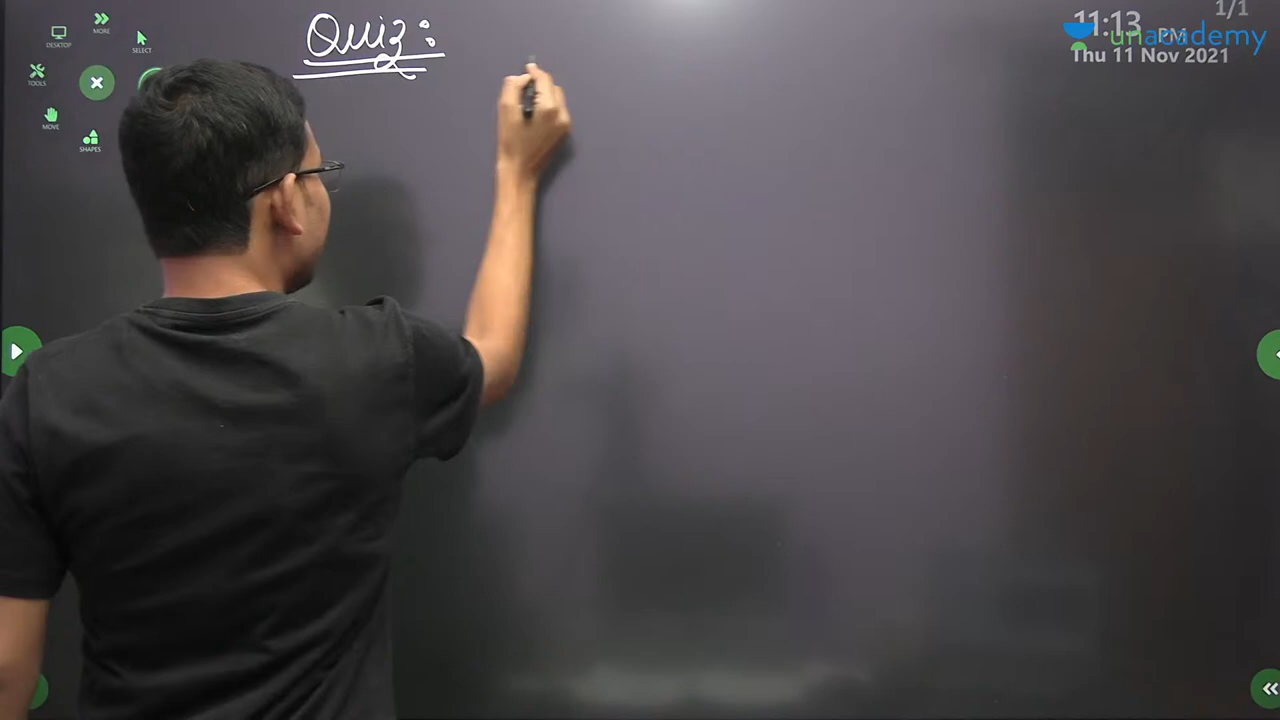 MORE
Quiz:
1/1
DESKTOP
SELECT
11:13 PM
unacademy
Thu 11 Nov 2021
TOOLS
MOVE
SHAPES